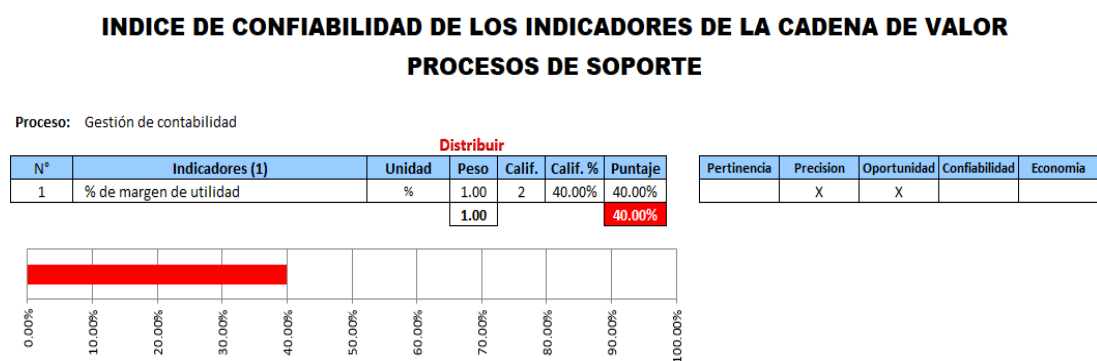 INDICE DE CONFIABILIDAD DE LOS INDICADORES DE LA CADENA DE VALOR
PROCESOS DE SOPORTE
Proceso: Gestión de contabilidad
Distribuir
N° Indicadores (1) Unidad Peso Calif. Calif. % Puntaje Pertinencia Precision Oportunidad Confiabilidad Economia
1 % de margen de utilidad % 1.00 2 40.00% 40.00% X X
1.00 40.00%
0.00% 10.00% 20.00% 30.00% 40.00% 50.00% 60.00% 70.00% 80.00% 90.00% 100.00%